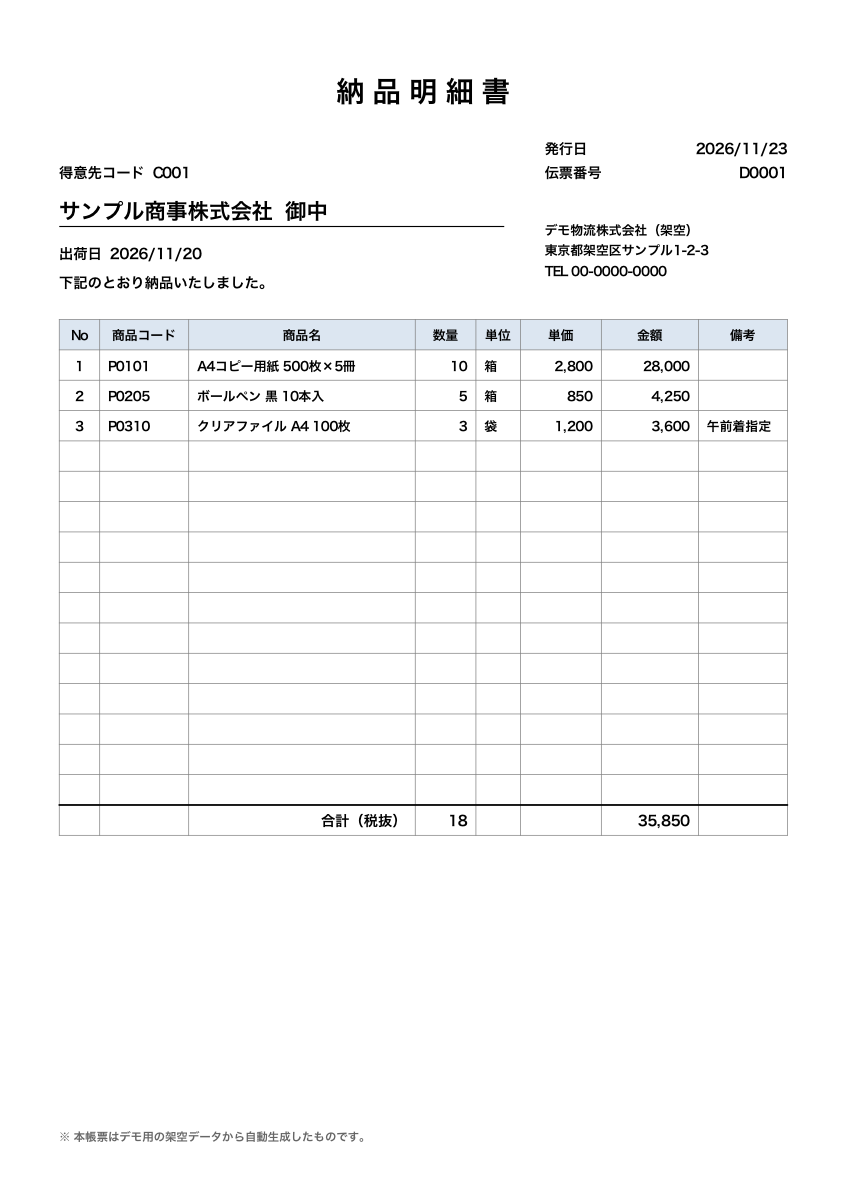 納品明細書
発行日 2026/11/23
得意先コード C001
伝票番号 D0001
サンプル商事株式会社 御中
デモ物流株式会社（架空）
東京都架空区サンプル1-2-3
TEL 00-0000-0000
出荷日 2026/11/20
下記のとおり納品いたしました。
No 商品コード 商品名 数量 単位 単価 金額 備考
1 P0101 A4コピー用紙 500枚×5冊 10 箱 2,800 28,000
2 P0205 ボールペン 黒 10本入 5 箱 850 4,250
3 P0310 クリアファイル A4 100枚 3 袋 1,200 3,600 午前着指定
合計（税抜） 18 35,850
※ 本帳票はデモ用の架空データから自動生成したものです。